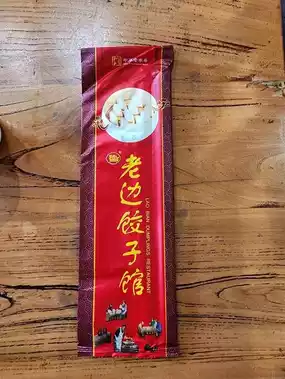 老边饺子馆
LAO BIAN DUMPLINGS RESTAURANT